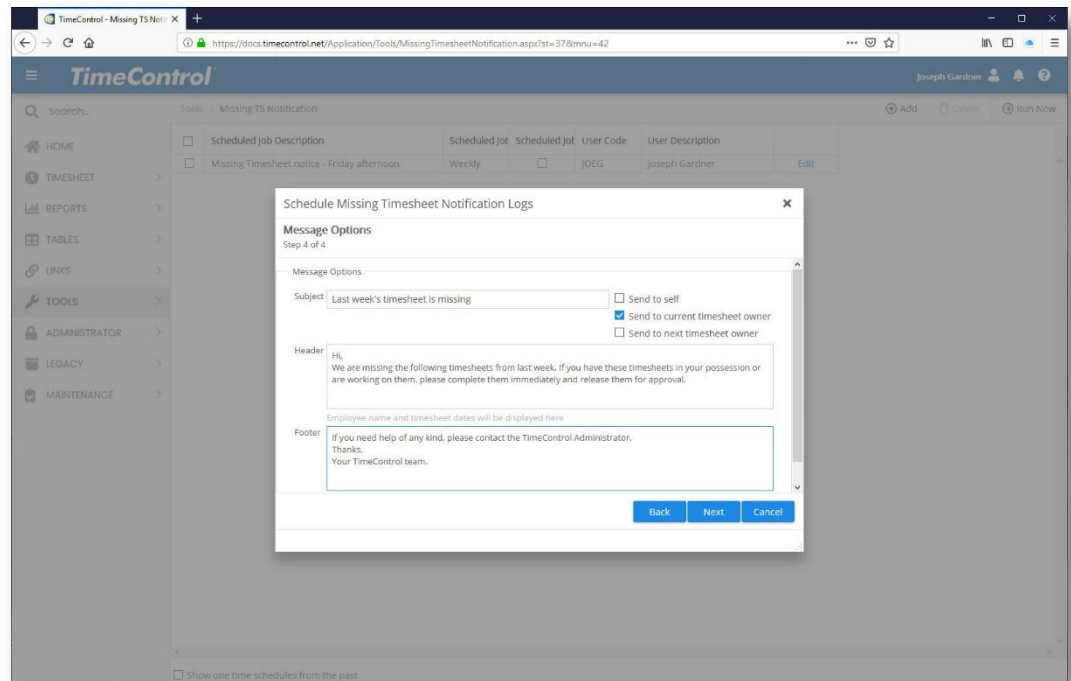 TimeControl - Missing TS Noti
https://docs.timecontrol.net/Application/Tools/MissingTimesheetNotification.aspx?st=37&mnu=42
TimeControl
Joseph Gardner
Search...
Tools > Missing TS Notification
Add
Delete
Run Now
HOME
TIMESHEET
REPORTS
TABLES
LINKS
TOOLS
ADMINISTRATOR
LEGACY
MAINTENANCE
Scheduled Job Description Scheduled Job Scheduled Job User Code User Description
Missing Timesheet notice - Friday afternoon Weekly JOEG Joseph Gardner Edit
Schedule Missing Timesheet Notification Logs
Message Options
Step 4 of 4
Message Options
Subject Last week's timesheet is missing
Send to self
Send to current timesheet owner
Send to next timesheet owner
Header
Hi,
We are missing the following timesheets from last week. If you have these timesheets in your possession or
are working on them, please complete them immediately and release them for approval.
Employee name and timesheet dates will be displayed here
Footer
If you need help of any kind, please contact the TimeControl Administrator.
Thanks,
Your TimeControl team.
Back Next Cancel
Show one time schedules from the past